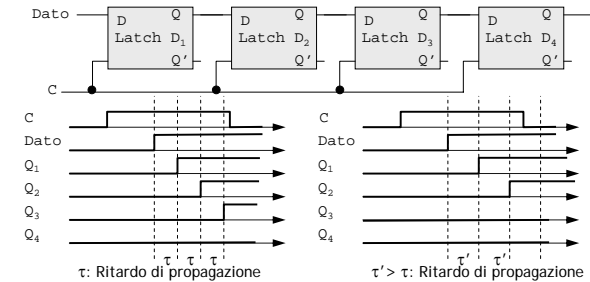 Dato
D Q
Latch D1
Q'
D Q
Latch D2
Q'
D Q
Latch D3
Q'
D Q
Latch D4
Q'
C
C
Dato
Q1
Q2
Q3
Q4
τ τ τ
τ: Ritardo di propagazione
C
Dato
Q1
Q2
Q3
Q4
τ' τ'
τ'> τ: Ritardo di propagazione